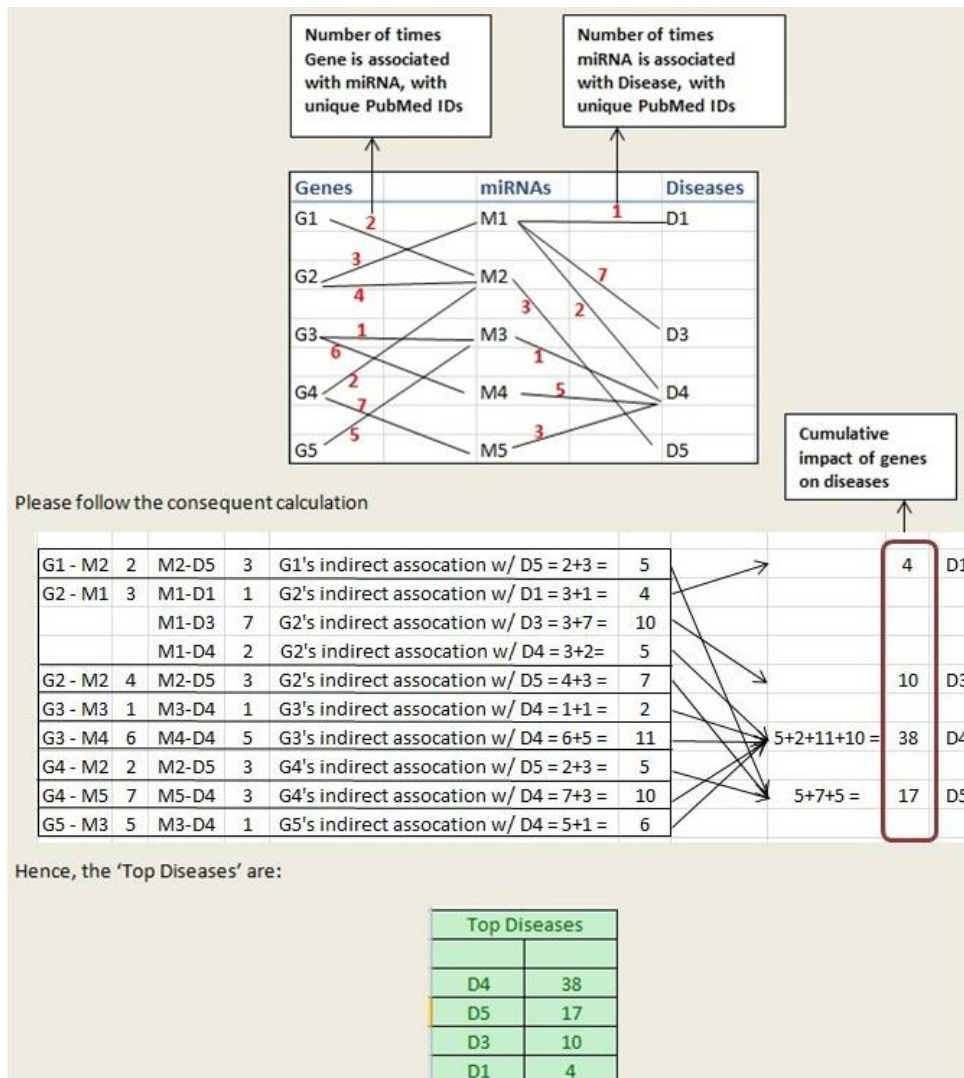 Number of times
Gene is associated
with miRNA, with
unique PubMed IDs
Number of times
miRNA is associated
with Disease, with
unique PubMed IDs
Genes miRNAs Diseases
G1 2 M1 1 D1
3 7
G2 4 M2 3 2
G3 1 M3 D3
6 1
G4 2 M4 5 D4
7
5 3
G5 M5 D5
Cumulative
impact of genes
on diseases
Please follow the consequent calculation
G1 - M2 2 M2-D5 3 G1's indirect assocation w/ D5 = 2+3 = 5 4 D1
G2 - M1 3 M1-D1 1 G2's indirect assocation w/ D1 = 3+1 = 4
M1-D3 7 G2's indirect assocation w/ D3 = 3+7 = 10
M1-D4 2 G2's indirect assocation w/ D4 = 3+2= 5
G2 - M2 4 M2-D5 3 G2's indirect assocation w/ D5 = 4+3 = 7 10 D3
G3 - M3 1 M3-D4 1 G3's indirect assocation w/ D4 = 1+1 = 2
G3 - M4 6 M4-D4 5 G3's indirect assocation w/ D4 = 6+5 = 11 5+2+11+10 = 38 D4
G4 - M2 2 M2-D5 3 G4's indirect assocation w/ D5 = 2+3 = 5
G4 - M5 7 M5-D4 3 G4's indirect assocation w/ D4 = 7+3 = 10 5+7+5 = 17 D5
G5 - M3 5 M3-D4 1 G5's indirect assocation w/ D4 = 5+1 = 6
Hence, the ‘Top Diseases’ are:
Top Diseases
D4 38
D5 17
D3 10
D1 4